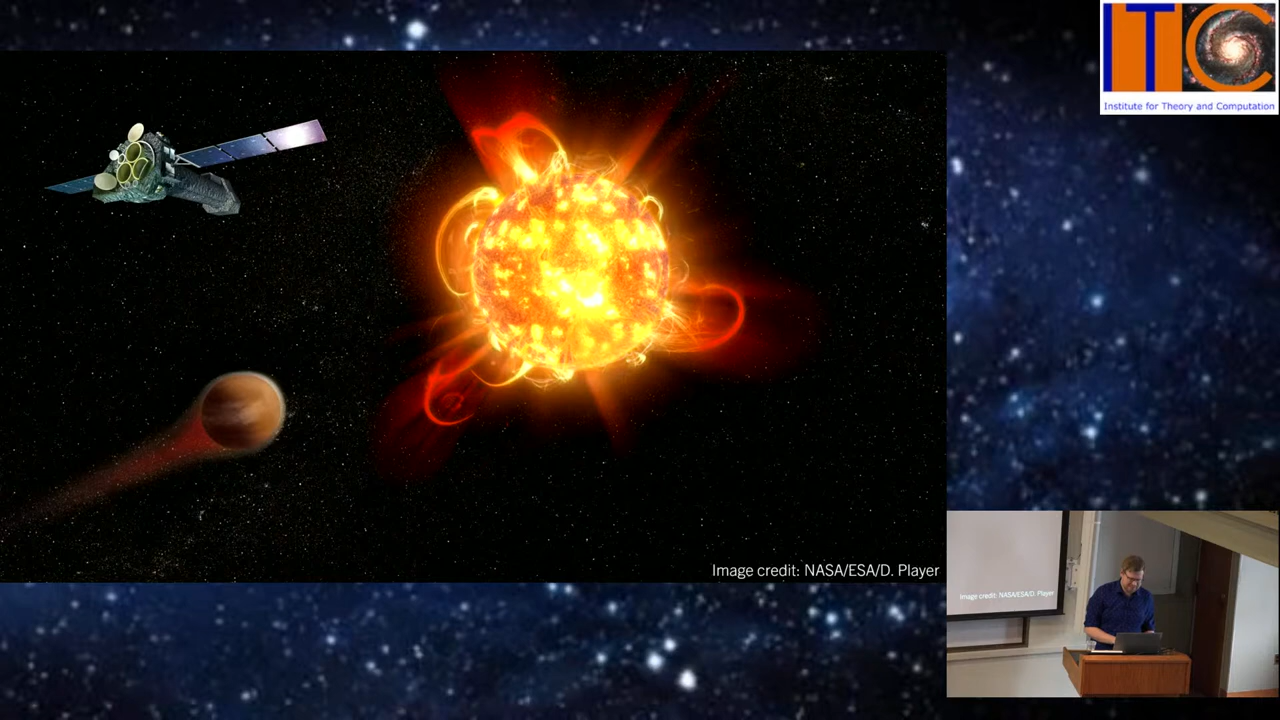 ITC
Institute for Theory and Computation
Image credit: NASA/ESA/D. Player
Image credit: NASA/ESA/D. Player